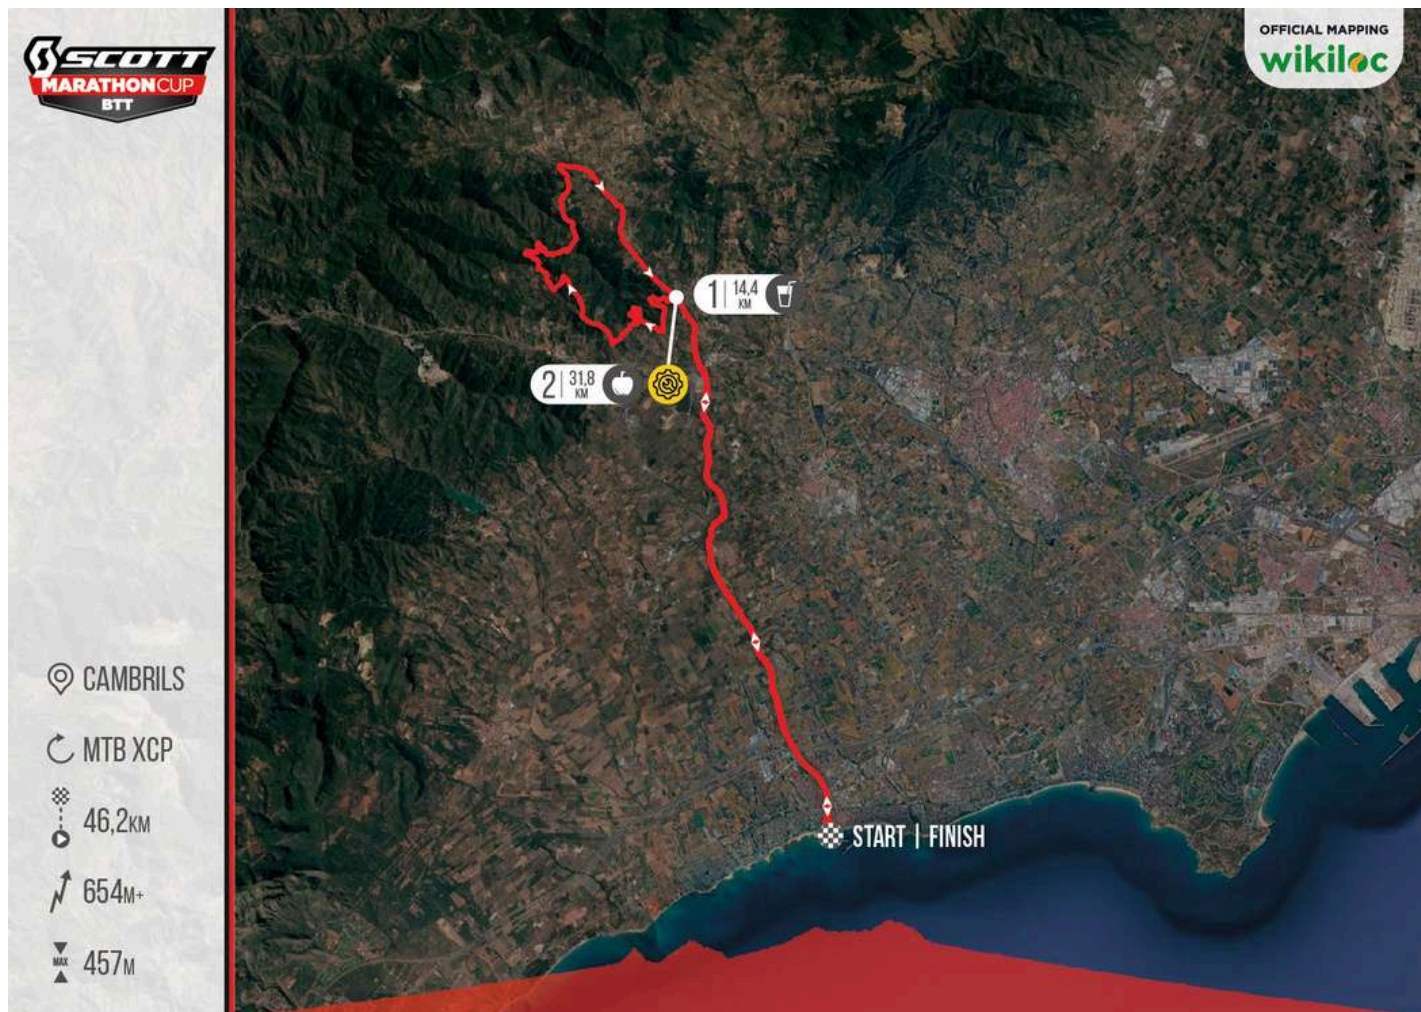 SCOTT
MARATHONCUP
BTT
OFFICIAL MAPPING
wikiloc
1 | 14,4 KM
2 | 31,8 KM
START | FINISH
CAMBRILS
MTB XCP
46,2KM
654M+
MAX
457M